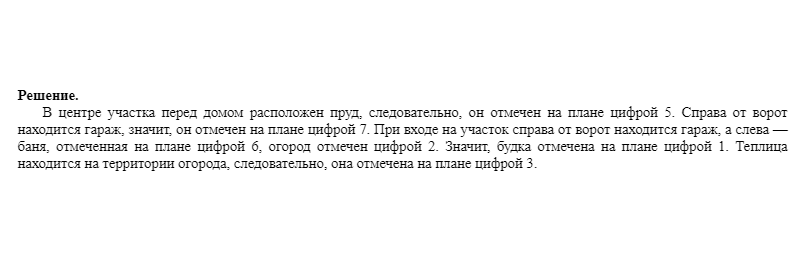 Решение.
В центре участка перед домом расположен пруд, следовательно, он отмечен на плане цифрой 5. Справа от ворот
находится гараж, значит, он отмечен на плане цифрой 7. При входе на участок справа от ворот находится гараж, а слева —
баня, отмеченная на плане цифрой 6, огород отмечен цифрой 2. Значит, будка отмечена на плане цифрой 1. Теплица
находится на территории огорода, следовательно, она отмечена на плане цифрой 3.